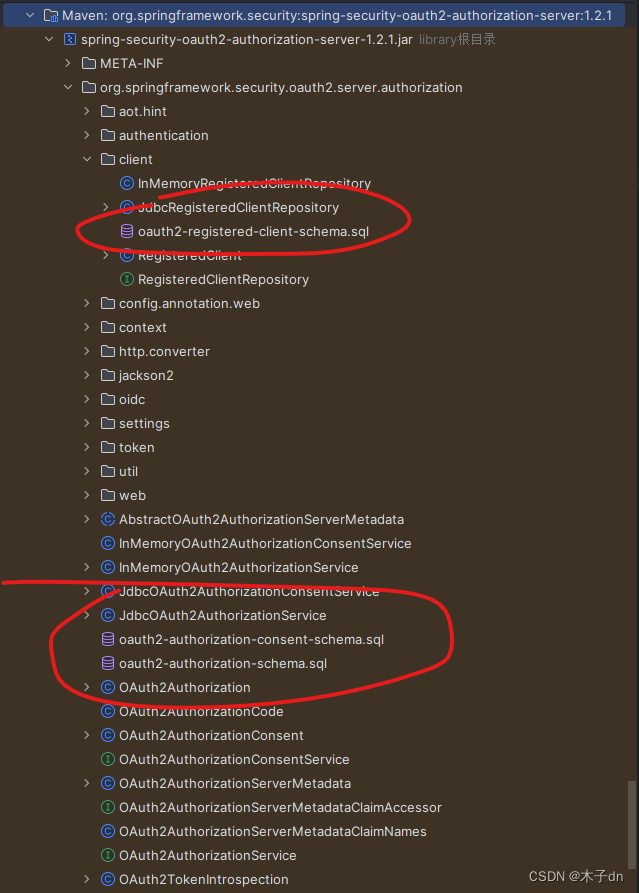 Maven: org.springframework.security:spring-security-oauth2-authorization-server:1.2.1
spring-security-oauth2-authorization-server-1.2.1.jar library根目录
META-INF
org.springframework.security.oauth2.server.authorization
aot.hint
authentication
client
InMemoryRegisteredClientRepository
JdbcRegisteredClientRepository
oauth2-registered-client-schema.sql
RegisteredClient
RegisteredClientRepository
config.annotation.web
context
http.converter
jackson2
oidc
settings
token
util
web
AbstractOAuth2AuthorizationServerMetadata
InMemoryOAuth2AuthorizationConsentService
InMemoryOAuth2AuthorizationService
JdbcOAuth2AuthorizationConsentService
JdbcOAuth2AuthorizationService
oauth2-authorization-consent-schema.sql
oauth2-authorization-schema.sql
OAuth2Authorization
OAuth2AuthorizationCode
OAuth2AuthorizationConsent
OAuth2AuthorizationConsentService
OAuth2AuthorizationServerMetadata
OAuth2AuthorizationServerMetadataClaimAccessor
OAuth2AuthorizationServerMetadataClaimNames
OAuth2AuthorizationService
OAuth2TokenIntrospection
CSDN @木子dn